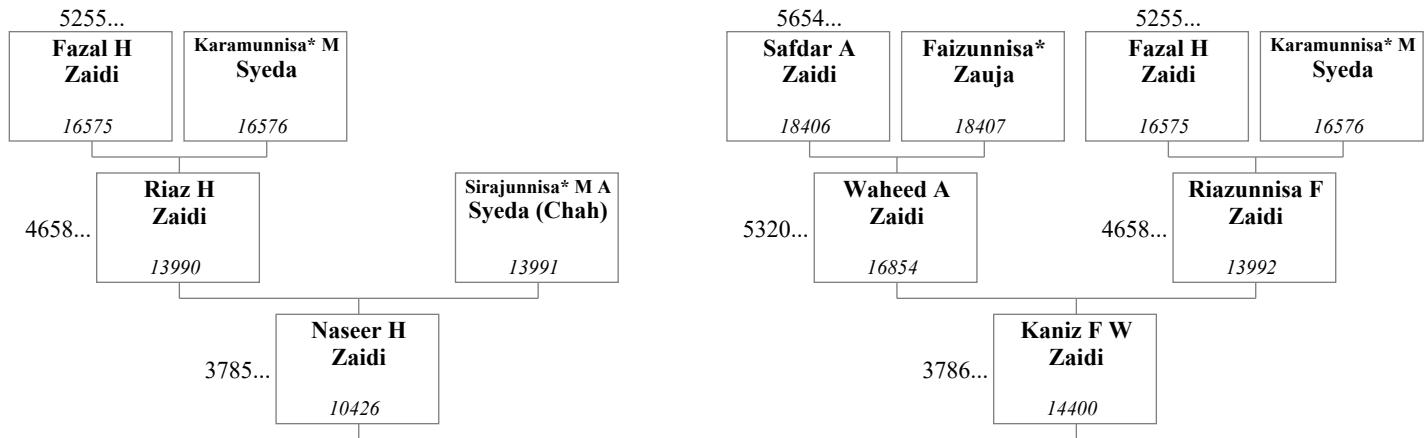 5255...
5654...
5255...
Fazal H
Zaidi
16575
Karamunnisa* M
Syeda
16576
Safdar A
Zaidi
18406
Faizunnisa*
Zauja
18407
Fazal H
Zaidi
16575
Karamunnisa* M
Syeda
16576
4658...
Riaz H
Zaidi
13990
Sirajunnisa* M A
Syeda (Chah)
13991
5320...
Waheed A
Zaidi
16854
4658...
Riazunnisa F
Zaidi
13992
3785...
Naseer H
Zaidi
10426
3786...
Kaniz F W
Zaidi
14400